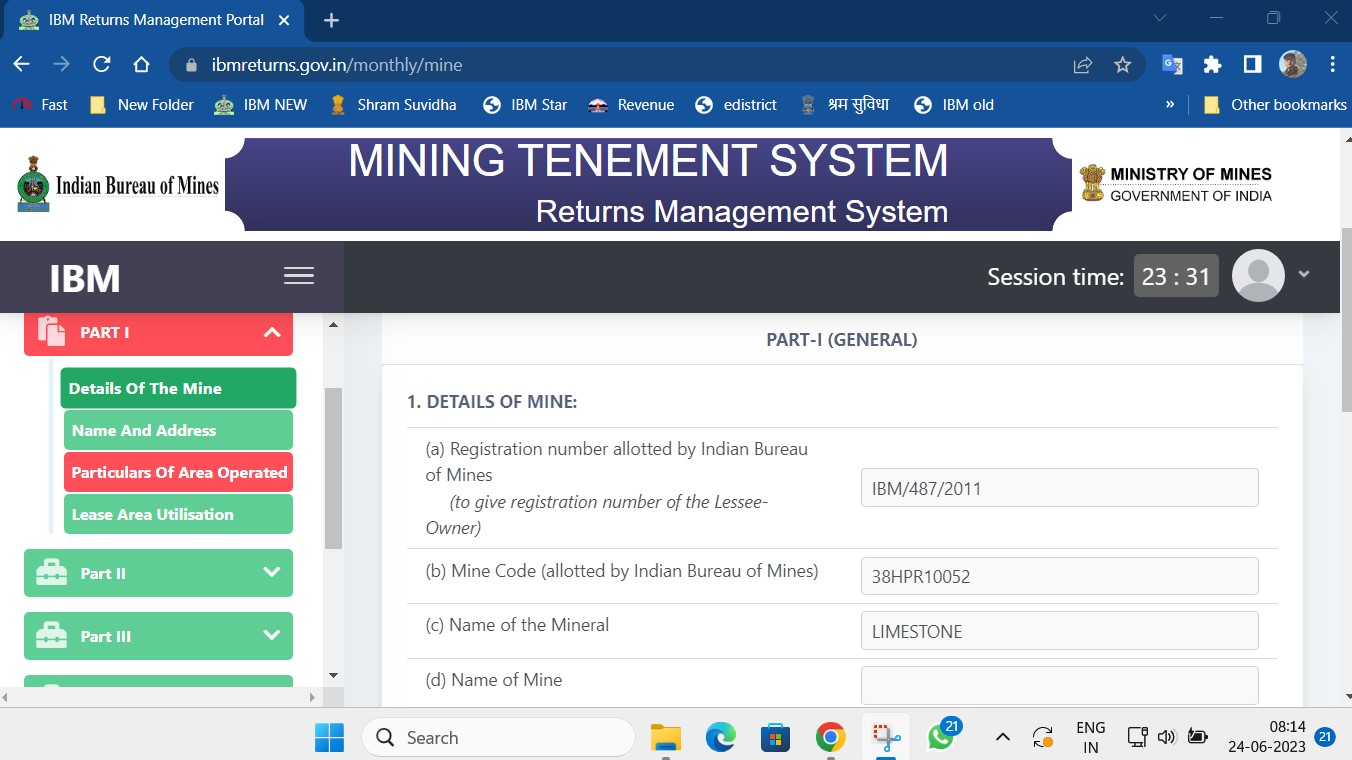 IBM Returns Management Portal
ibmreturns.gov.in/monthly/mine
Fast
New Folder
IBM NEW
Shram Suvidha
IBM Star
Revenue
edistrict
श्रम सुविधा
IBM old
»
Other bookmarks
Indian Bureau of Mines
MINING TENEMENT SYSTEM
Returns Management System
MINISTRY OF MINES
GOVERNMENT OF INDIA
IBM
Session time: 23 : 31
PART I
Details Of The Mine
Name And Address
Particulars Of Area Operated
Lease Area Utilisation
Part II
Part III
PART-I (GENERAL)
1. DETAILS OF MINE:
(a) Registration number allotted by Indian Bureau
of Mines
(to give registration number of the Lessee-
Owner)
IBM/487/2011
(b) Mine Code (allotted by Indian Bureau of Mines)
38HPR10052
(c) Name of the Mineral
LIMESTONE
(d) Name of Mine
Search
21
ENG
IN
08:14
24-06-2023
21